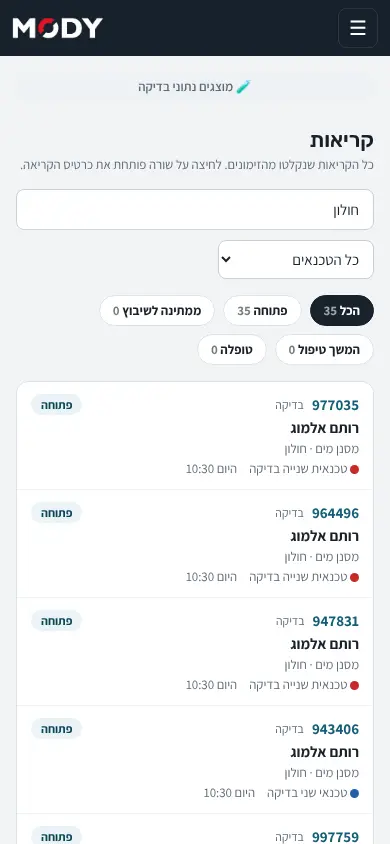 MODY
☰
🧪 מוצגים נתוני בדיקה
קריאות
כל הקריאות שנקלטו מהזימונים. לחיצה על שורה פותחת את כרטיס הקריאה.
חולון
כל הטכנאים
הכל 35 פתוחה 35 ממתינה לשיבוץ 0
המשך טיפול 0 טופלה 0
977035 בדיקה פתוחה
רותם אלמוג
מסנן מים · חולון
טכנאית שנייה בדיקה היום 10:30
964496 בדיקה פתוחה
רותם אלמוג
מסנן מים · חולון
טכנאית שנייה בדיקה היום 10:30
947831 בדיקה פתוחה
רותם אלמוג
מסנן מים · חולון
טכנאית שנייה בדיקה היום 10:30
943406 בדיקה פתוחה
רותם אלמוג
מסנן מים · חולון
טכנאי שני בדיקה היום 10:30
997759 בדיקה פתוחה